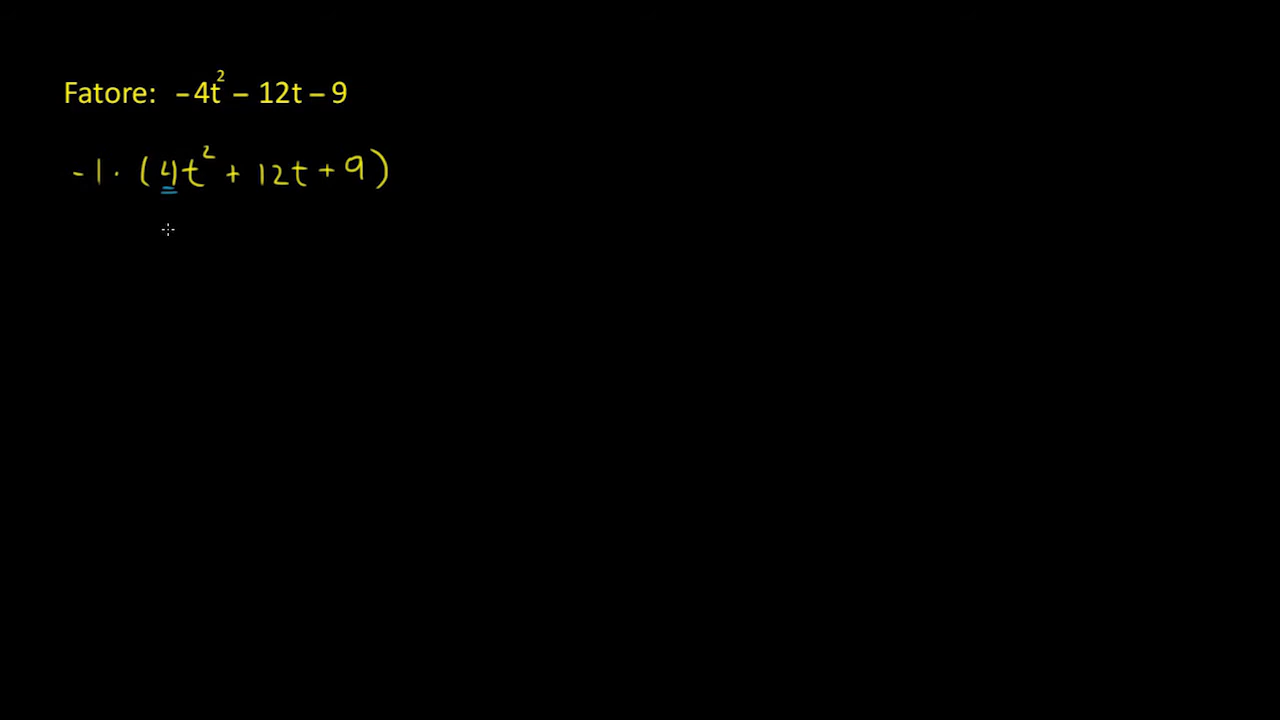 Fatore: –4t² – 12t – 9
-1 · (4t² + 12t + 9)